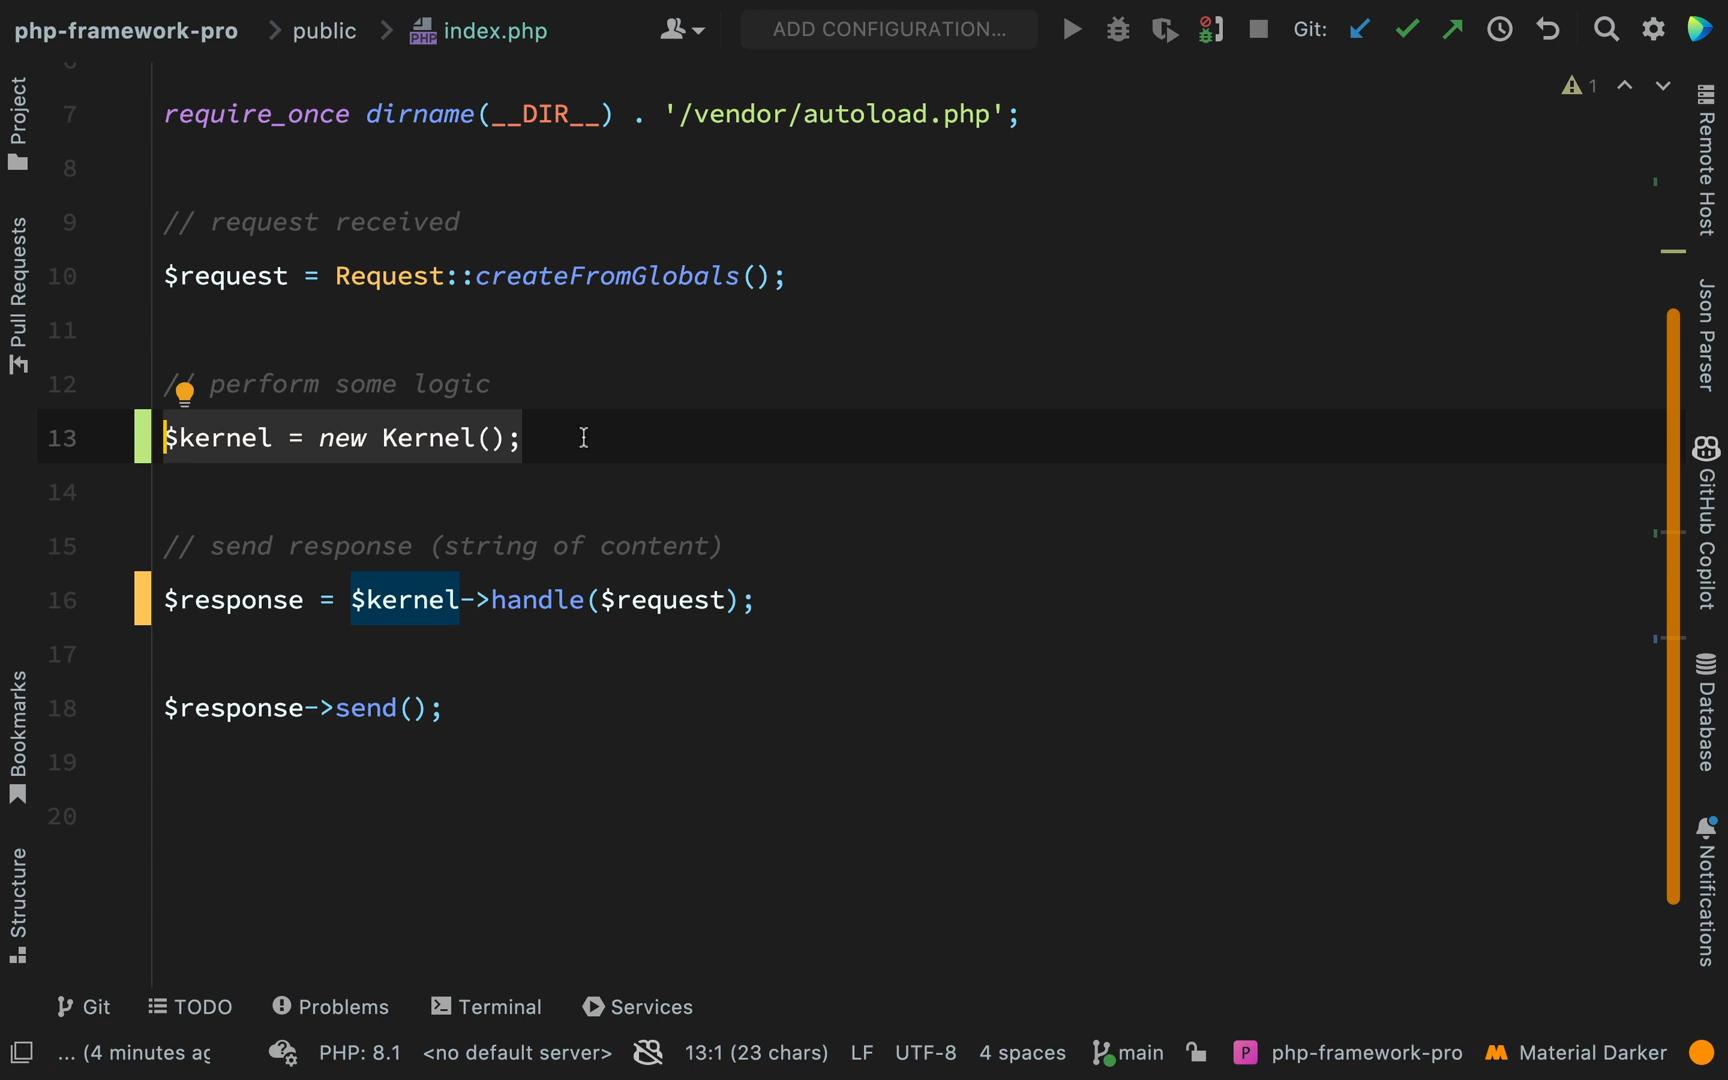 php-framework-pro > public > index.php
ADD CONFIGURATION...
Git:
1
Project
Pull Requests
Bookmarks
Structure
7 require_once dirname(__DIR__) . '/vendor/autoload.php';
8
9 // request received
10 $request = Request::createFromGlobals();
11
12 // perform some logic
13 $kernel = new Kernel();
14
15 // send response (string of content)
16 $response = $kernel->handle($request);
17
18 $response->send();
19
20
Remote Host
Json Parser
GitHub Copilot
Database
Notifications
Git
TODO
Problems
Terminal
Services
... (4 minutes ag
PHP: 8.1
<no default server>
13:1 (23 chars)
LF
UTF-8
4 spaces
main
P
php-framework-pro
Material Darker